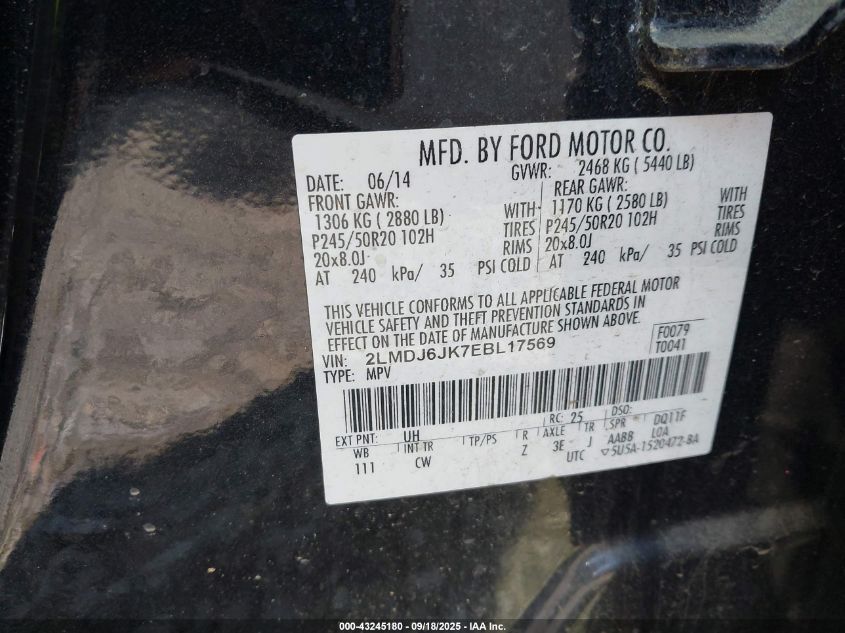 MFD. BY FORD MOTOR CO.
DATE: 06/14 GVWR: 2468 KG ( 5440 LB)
FRONT GAWR: REAR GAWR:
1306 KG ( 2880 LB) WITH 1170 KG ( 2580 LB) WITH
P245/50R20 102H TIRES P245/50R20 102H TIRES
20x8.0J RIMS 20x8.0J RIMS
AT 240 kPa/ 35 PSI COLD AT 240 kPa/ 35 PSI COLD
THIS VEHICLE CONFORMS TO ALL APPLICABLE FEDERAL MOTOR
VEHICLE SAFETY AND THEFT PREVENTION STANDARDS IN
EFFECT ON THE DATE OF MANUFACTURE SHOWN ABOVE.
VIN: 2LMDJ6JK7EBL17569 F0079
TYPE: MPV T0041
RC: 25 DSO:
EXT PNT: UH
WB INT TR TP/PS R AXLE TR SPR DQ11F
111 CW Z 3E J AABB LOA
UTC ▽5U5A-1520472-BA
000-43245180 - 09/18/2025 - IAA Inc.